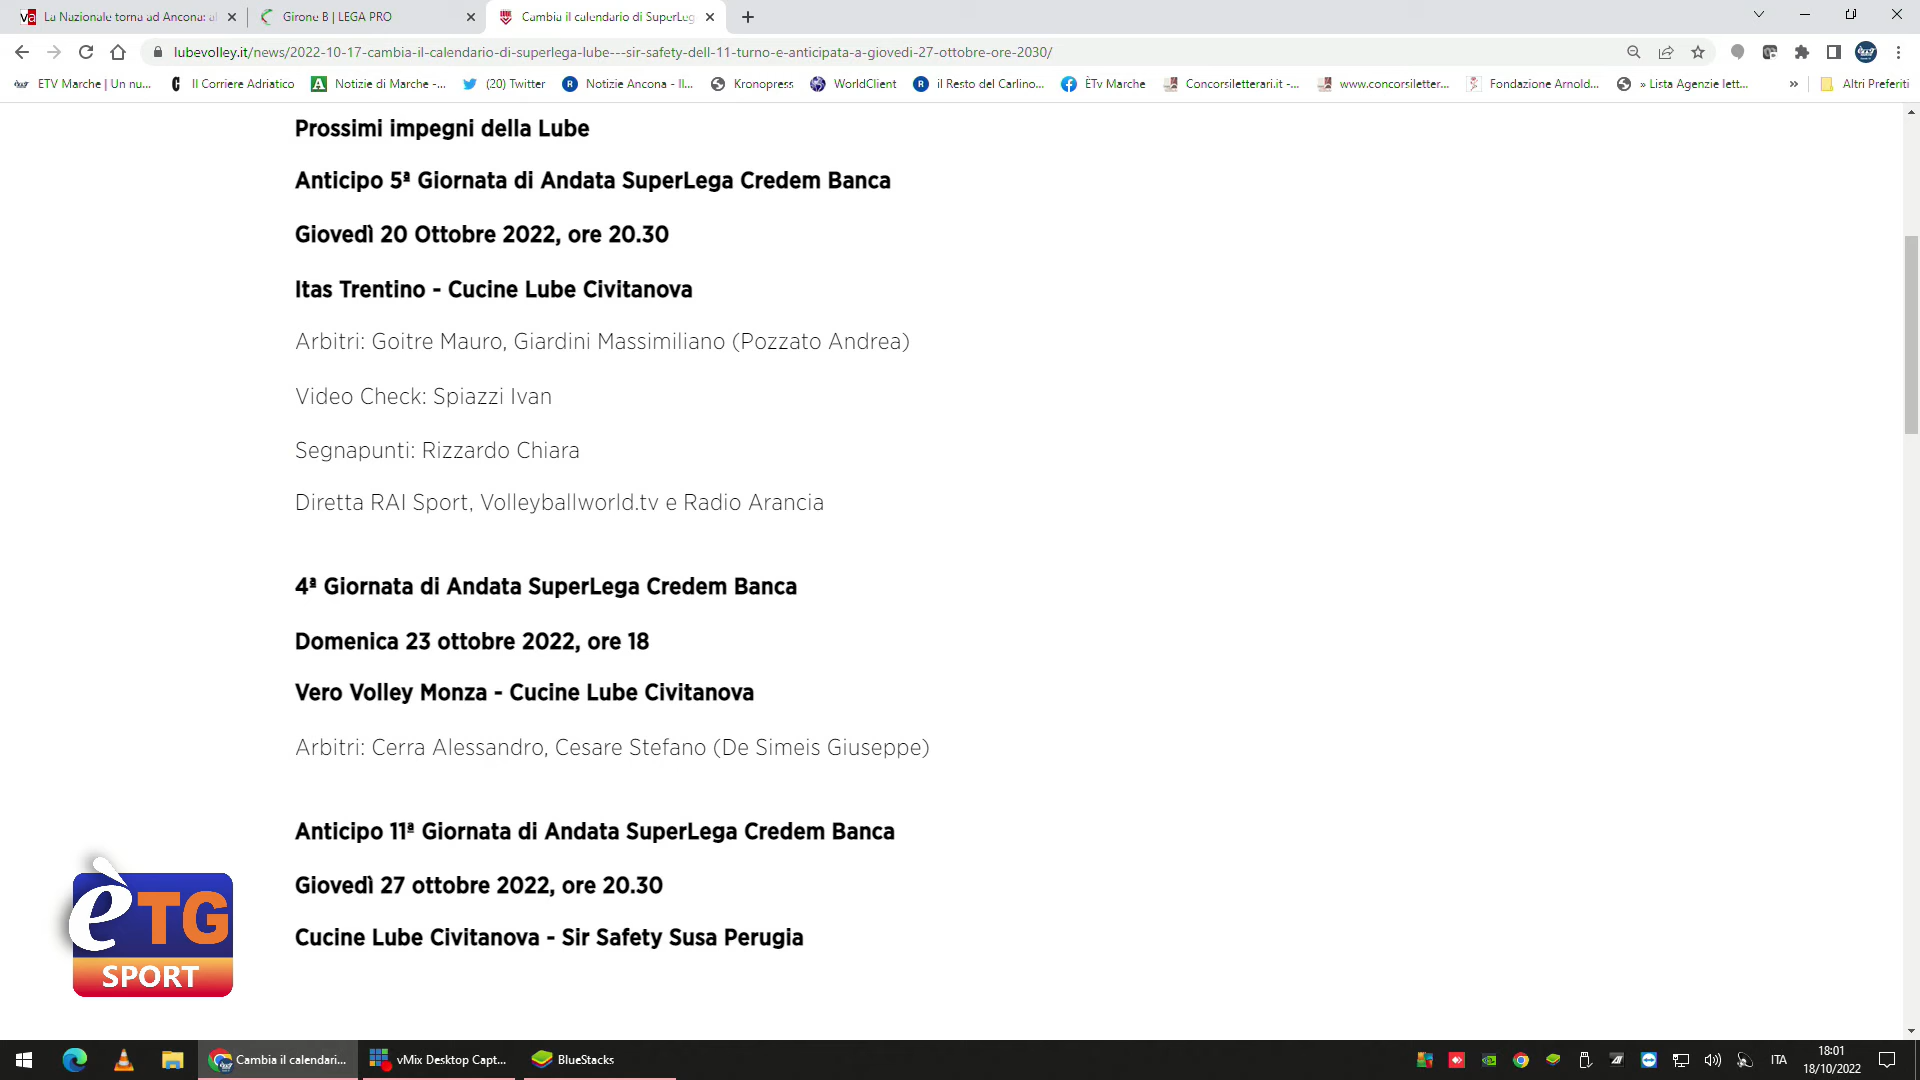 La Nazionale torna ad Ancona: al
Girone B | LEGA PRO
Cambia il calendario di SuperLeg
lubevolley.it/news/2022-10-17-cambia-il-calendario-di-superlega-lube---sir-safety-dell-11-turno-e-anticipata-a-giovedi-27-ottobre-ore-2030/
ETV Marche | Un nu...
Il Corriere Adriatico
Notizie di Marche -...
(20) Twitter
Notizie Ancona - Il...
Kronopress
WorldClient
il Resto del Carlino...
ÈTv Marche
Concorsiletterari.it -...
www.concorsiletter...
Fondazione Arnold...
» Lista Agenzie lett...
»
Altri Preferiti
Prossimi impegni della Lube
Anticipo 5ª Giornata di Andata SuperLega Credem Banca
Giovedì 20 Ottobre 2022, ore 20.30
Itas Trentino - Cucine Lube Civitanova
Arbitri: Goitre Mauro, Giardini Massimiliano (Pozzato Andrea)
Video Check: Spiazzi Ivan
Segnapunti: Rizzardo Chiara
Diretta RAI Sport, Volleyballworld.tv e Radio Arancia
4ª Giornata di Andata SuperLega Credem Banca
Domenica 23 ottobre 2022, ore 18
Vero Volley Monza - Cucine Lube Civitanova
Arbitri: Cerra Alessandro, Cesare Stefano (De Simeis Giuseppe)
Anticipo 11ª Giornata di Andata SuperLega Credem Banca
Giovedì 27 ottobre 2022, ore 20.30
Cucine Lube Civitanova - Sir Safety Susa Perugia
èTG
SPORT
Cambia il calendari...
vMix Desktop Capt...
BlueStacks
ITA
18:01
18/10/2022